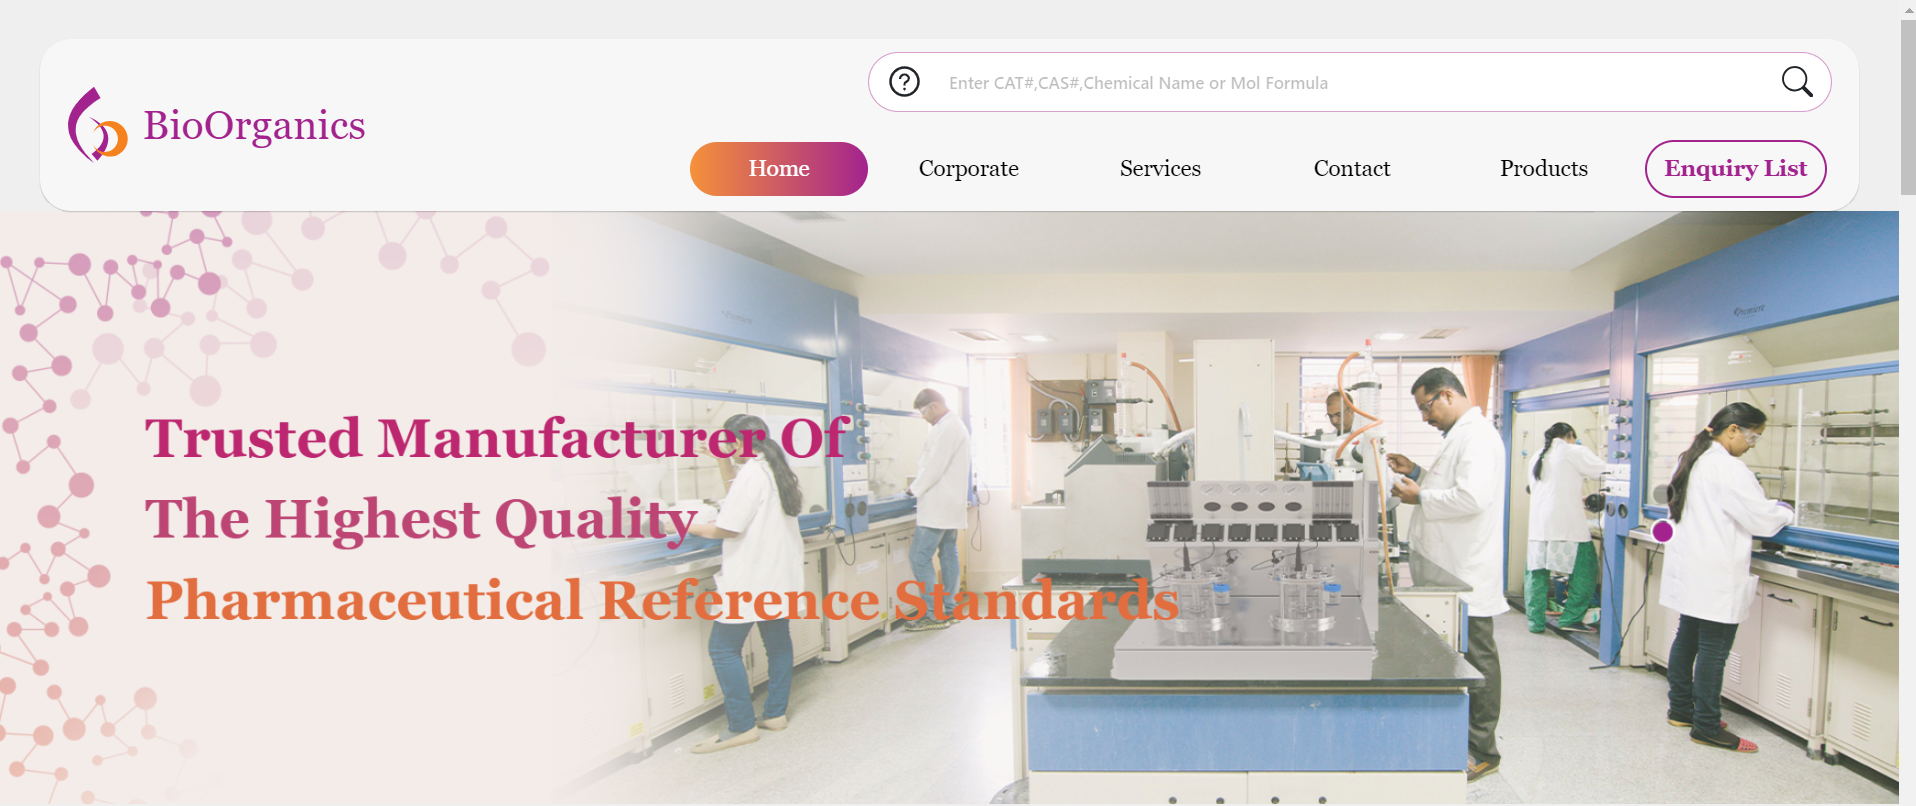 BioOrganics
Enter CAT#,CAS#,Chemical Name or Mol Formula
Home
Corporate
Services
Contact
Products
Enquiry List
Trusted Manufacturer Of
The Highest Quality
Pharmaceutical Reference Standards